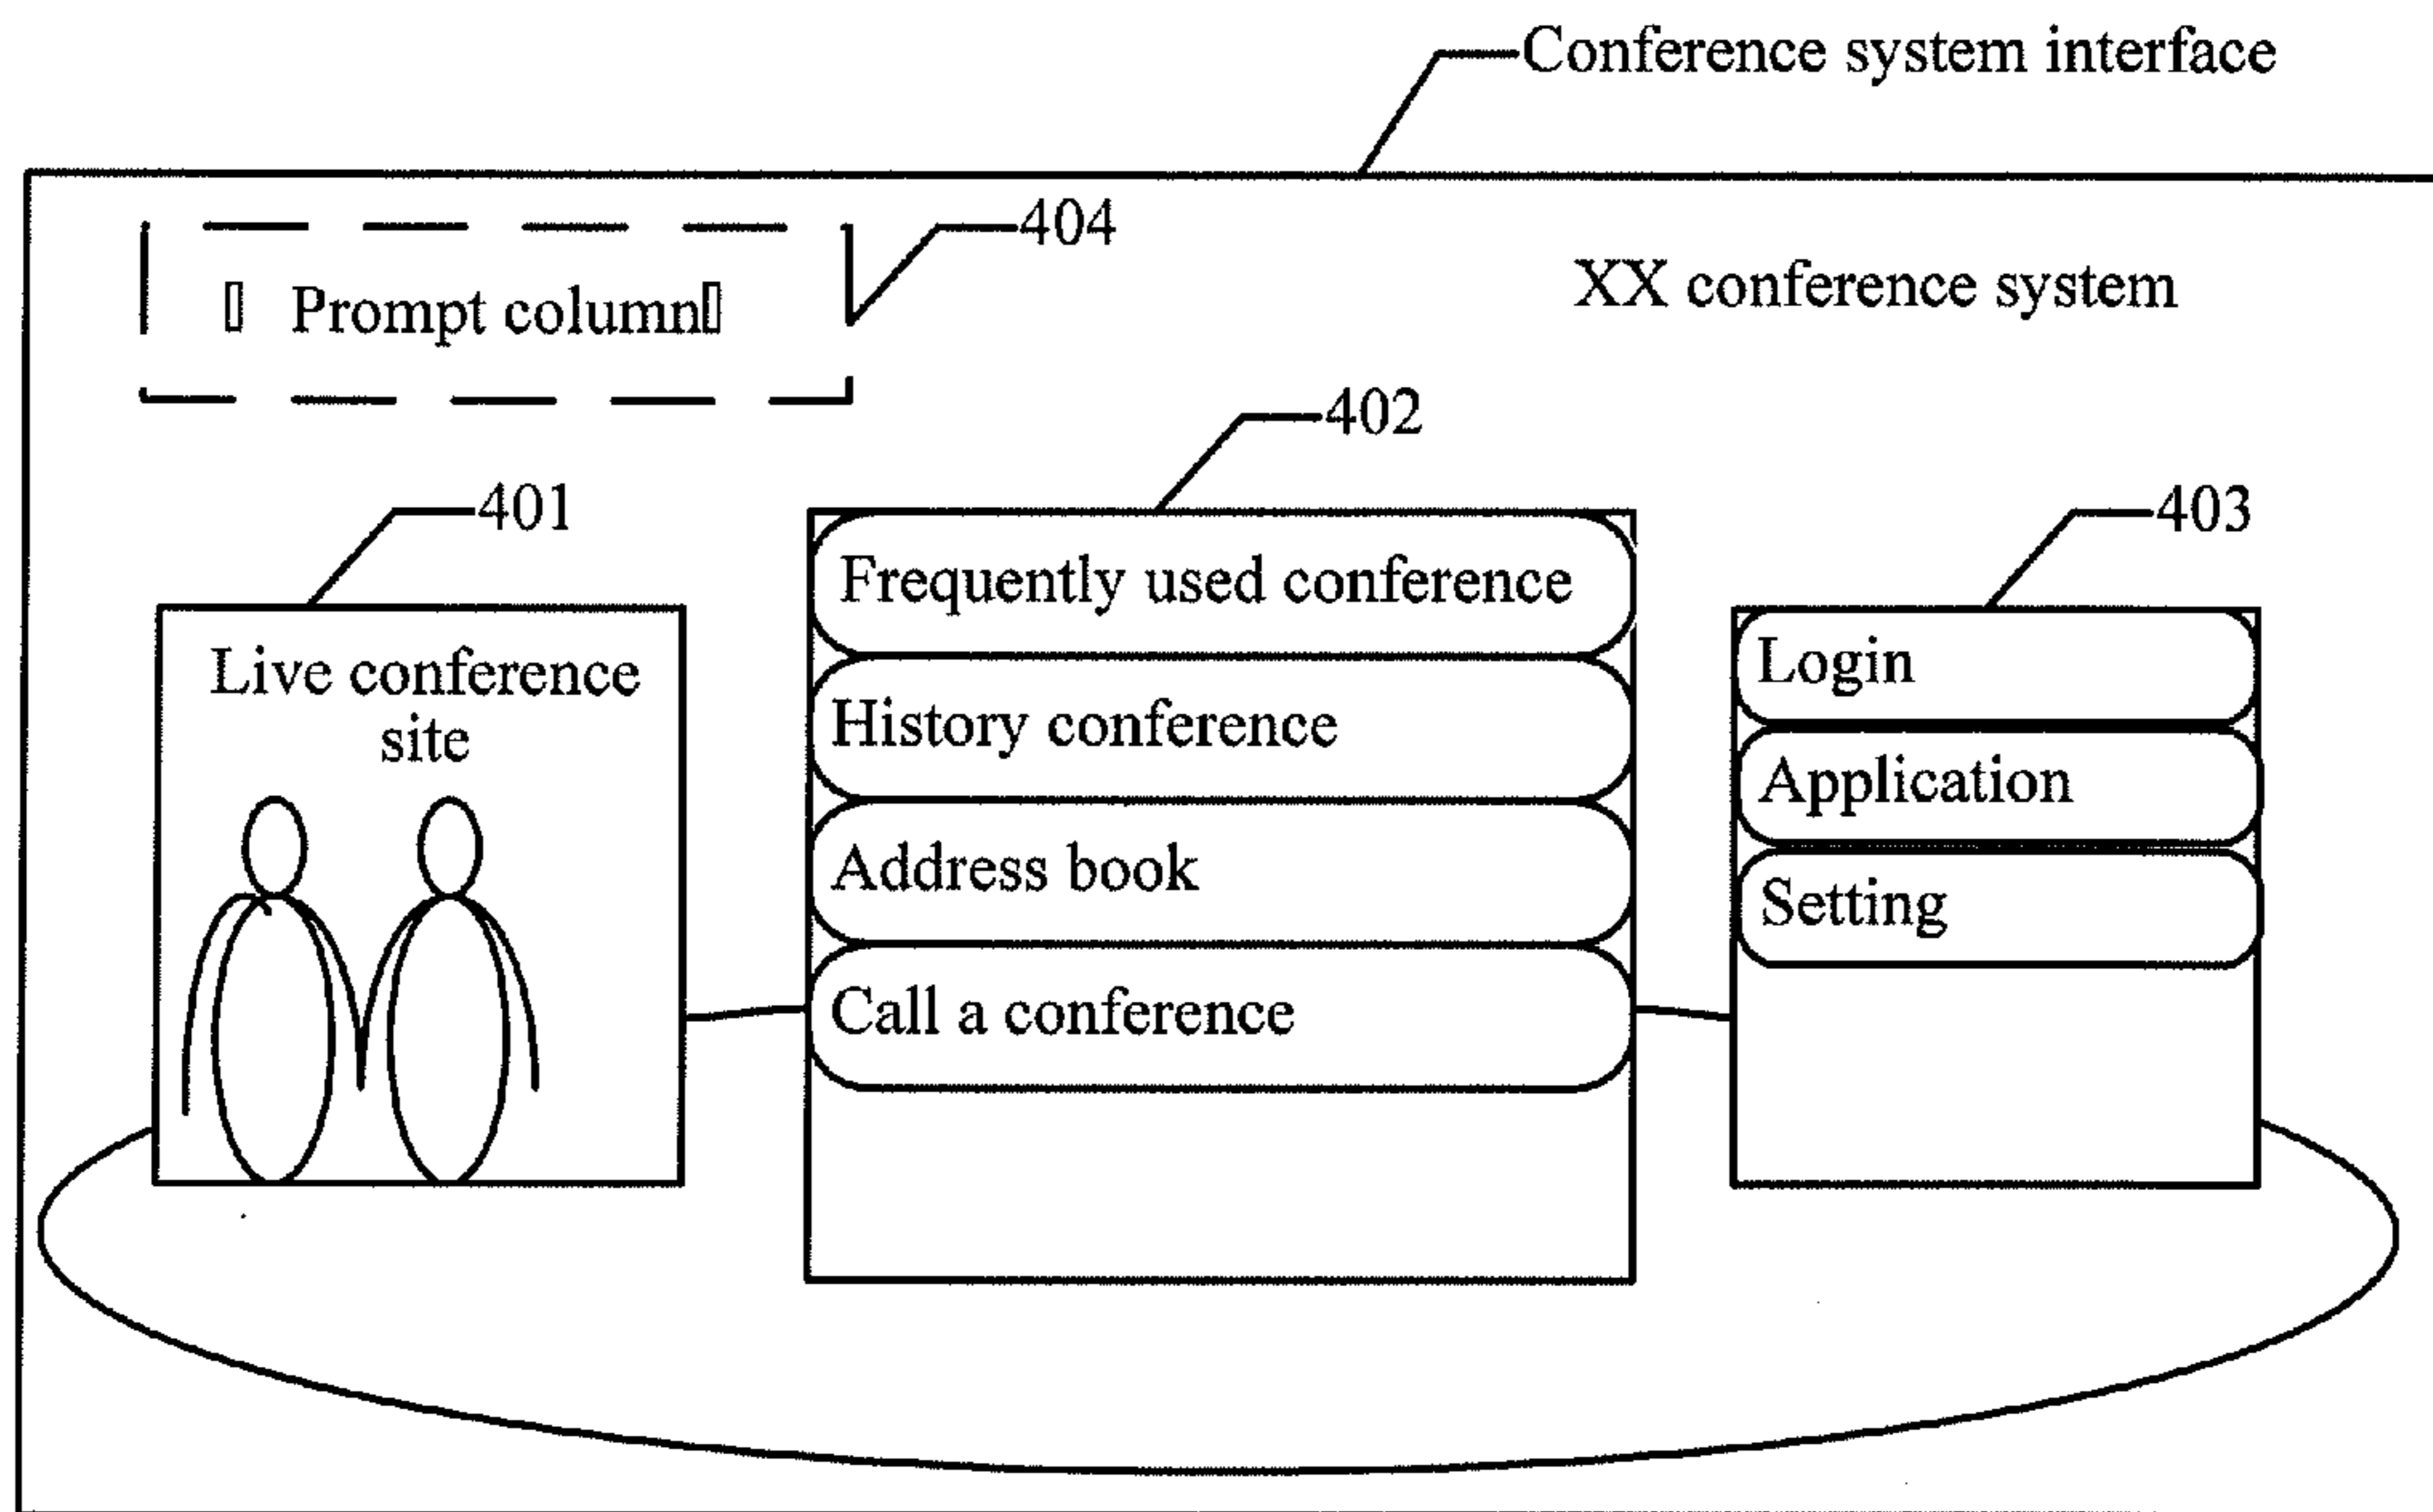 Conference system interface
404
XX conference system
Prompt column
402
401
403
Frequently used conference
Live conference
site
Login
History conference
Application
Address book
Setting
Call a conference